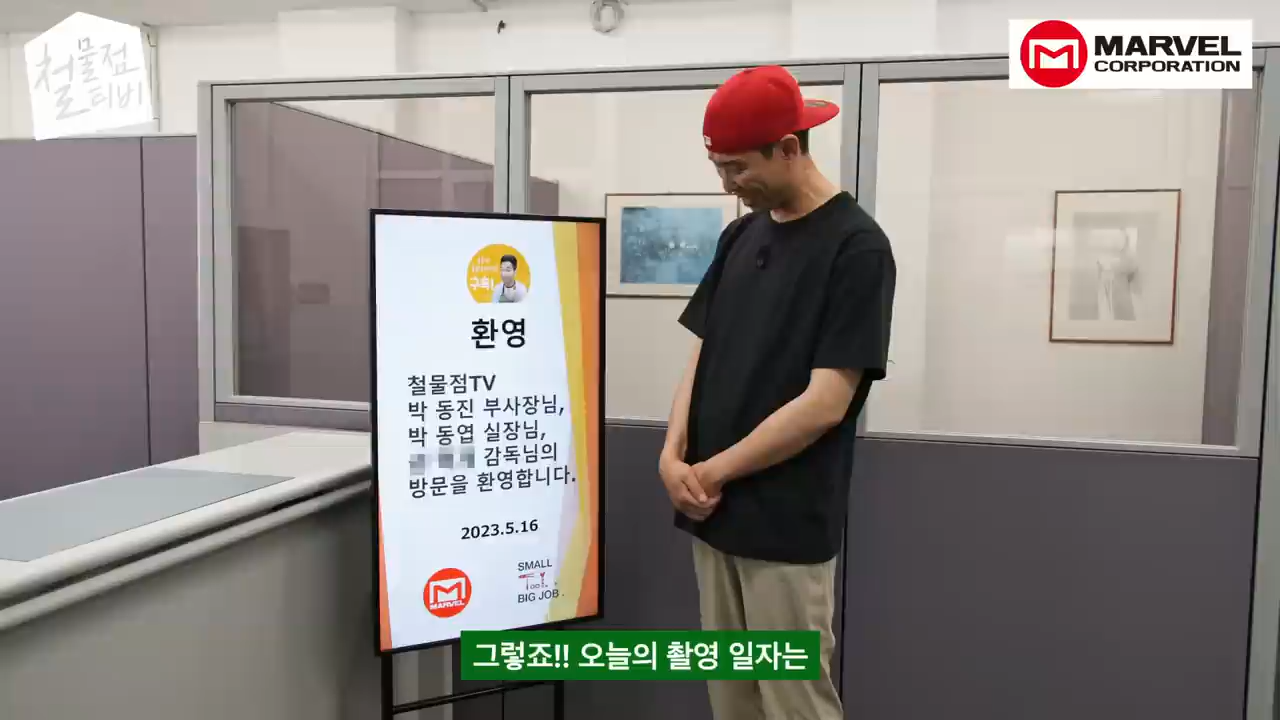 철물점
티비
MARVEL
CORPORATION
구독!
환영
철물점TV
박 동진 부사장님,
박 동엽 실장님,
감독님의
방문을 환영합니다.
2023.5.16
MARVEL
SMALL
TOOL
BIG JOB.
그렇죠!! 오늘의 촬영 일자는